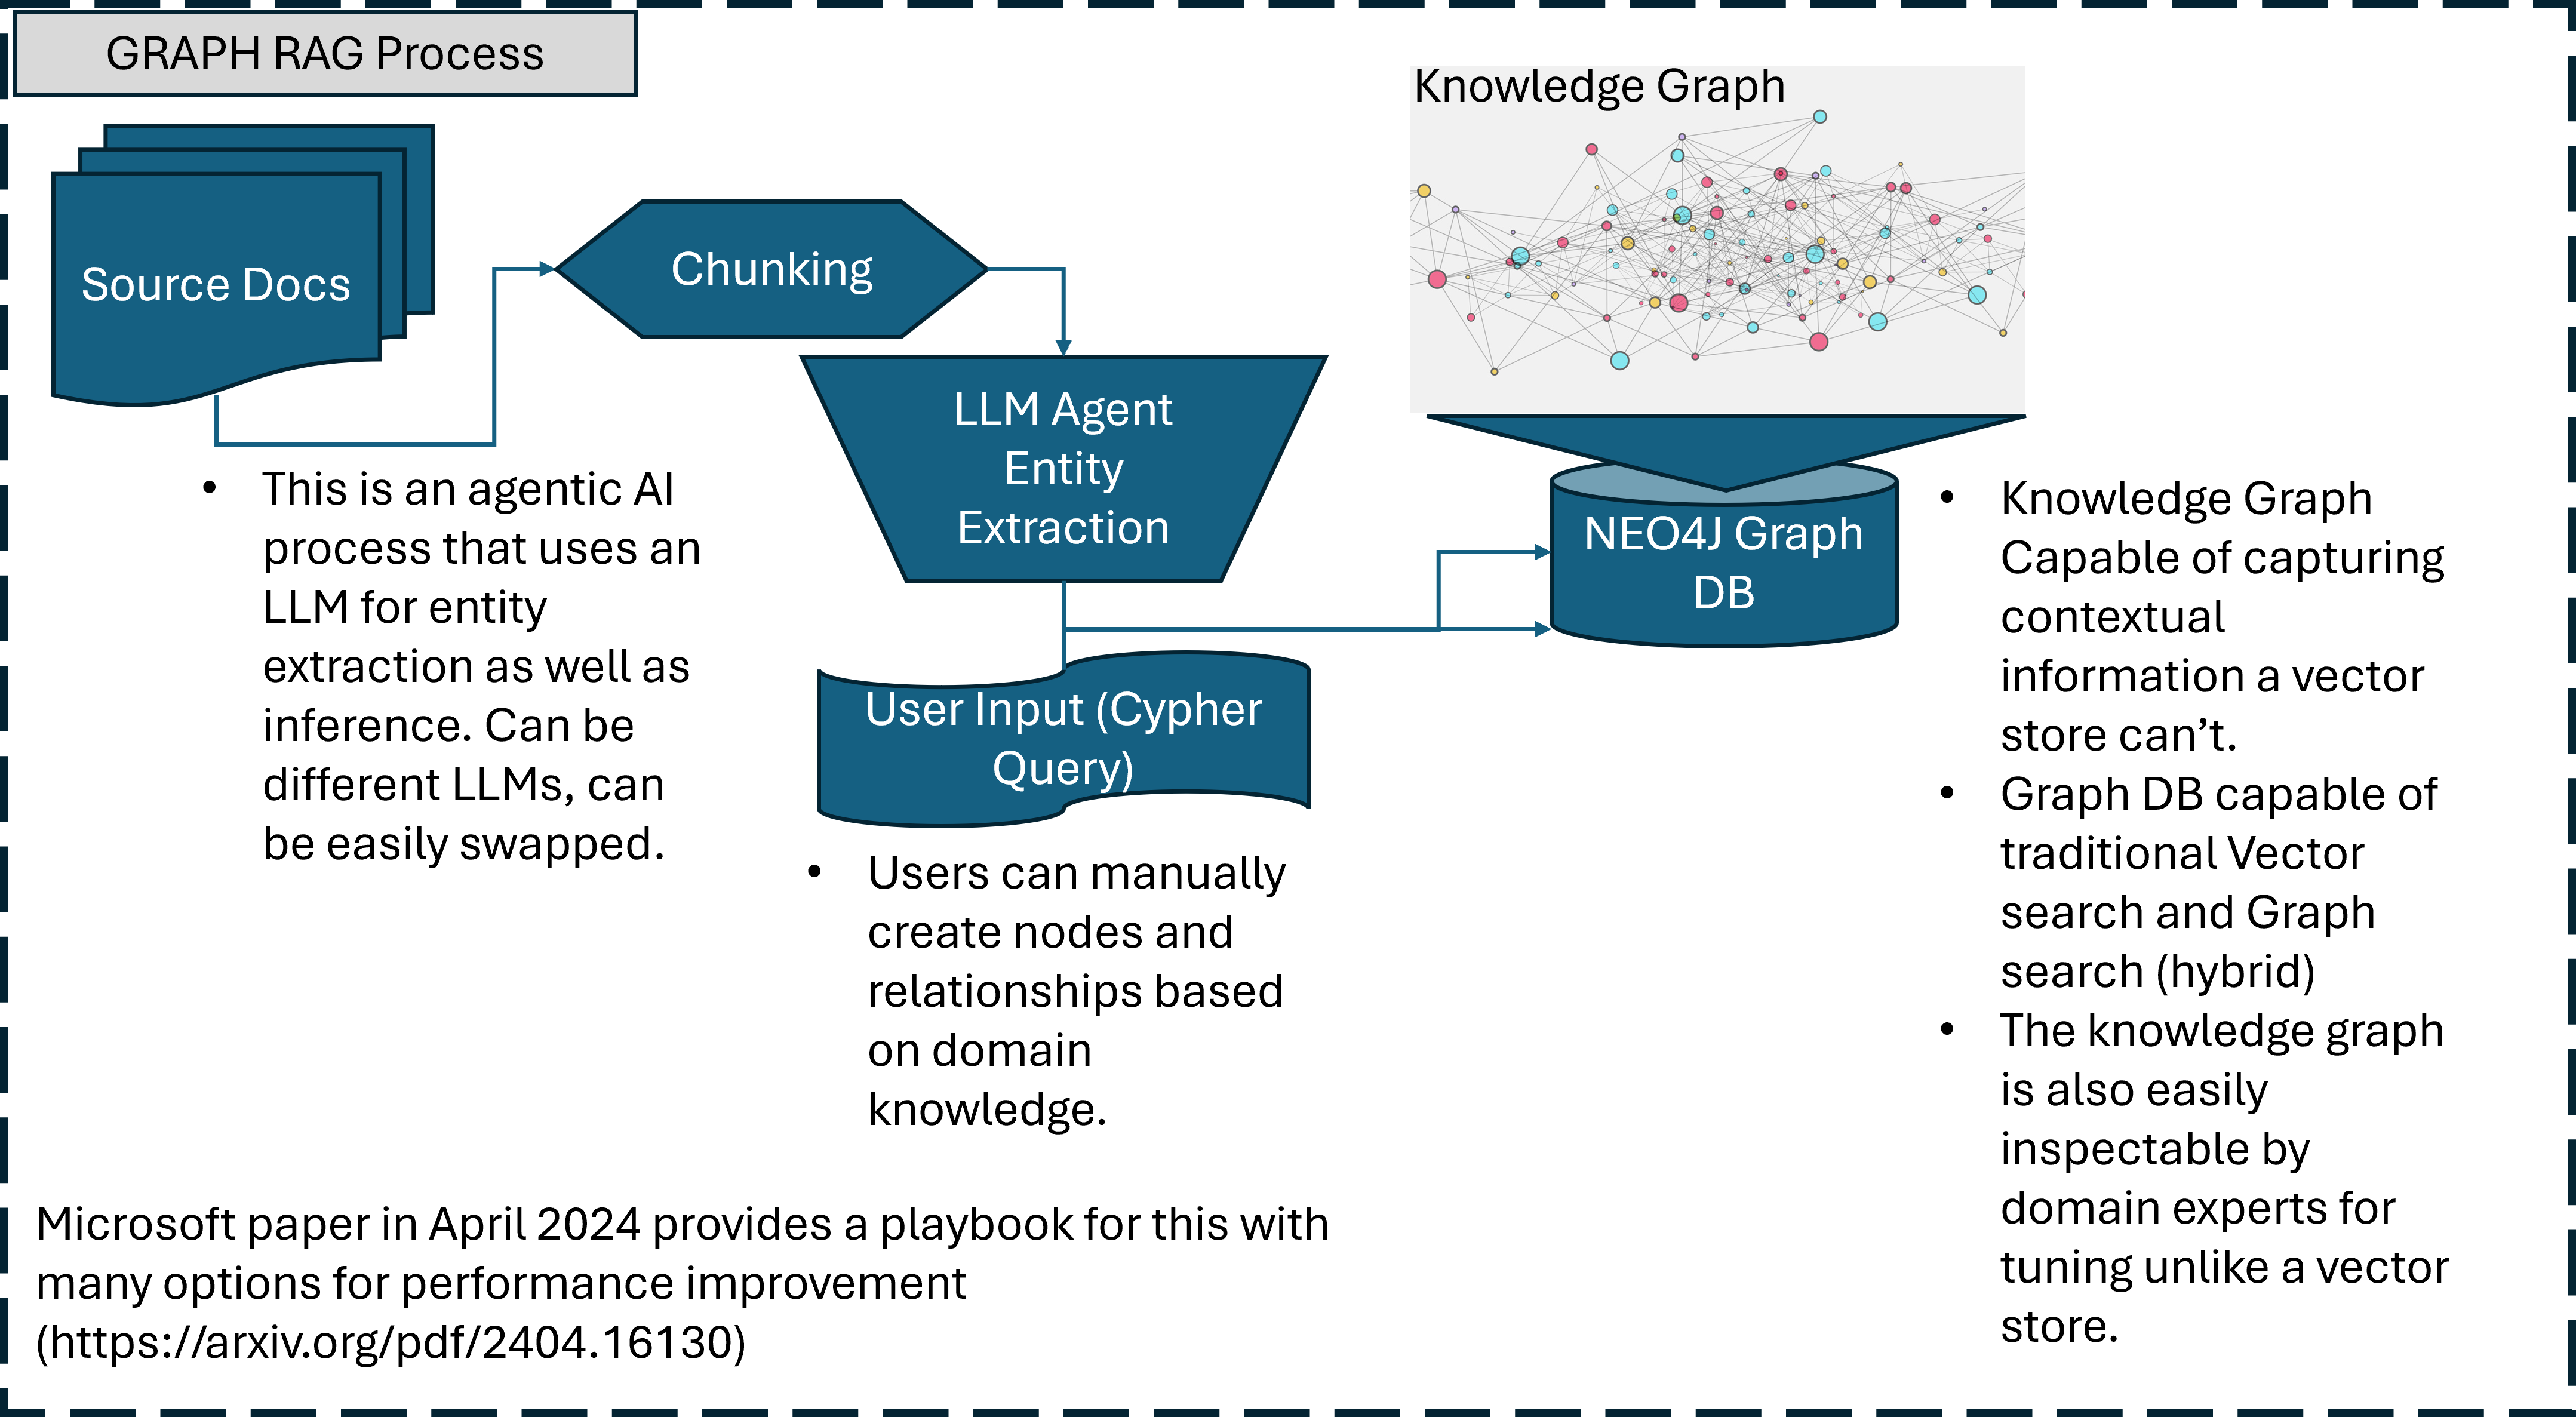 GRAPH RAG Process
Knowledge Graph
Source Docs
Chunking
LLM Agent
Entity
Extraction
NEO4J Graph
DB
User Input (Cypher
Query)
• This is an agentic AI
process that uses an
LLM for entity
extraction as well as
inference. Can be
different LLMs, can
be easily swapped.
• Users can manually
create nodes and
relationships based
on domain
knowledge.
• Knowledge Graph
Capable of capturing
contextual
information a vector
store can’t.
• Graph DB capable of
traditional Vector
search and Graph
search (hybrid)
• The knowledge graph
is also easily
inspectable by
domain experts for
tuning unlike a vector
store.
Microsoft paper in April 2024 provides a playbook for this with
many options for performance improvement
(https://arxiv.org/pdf/2404.16130)